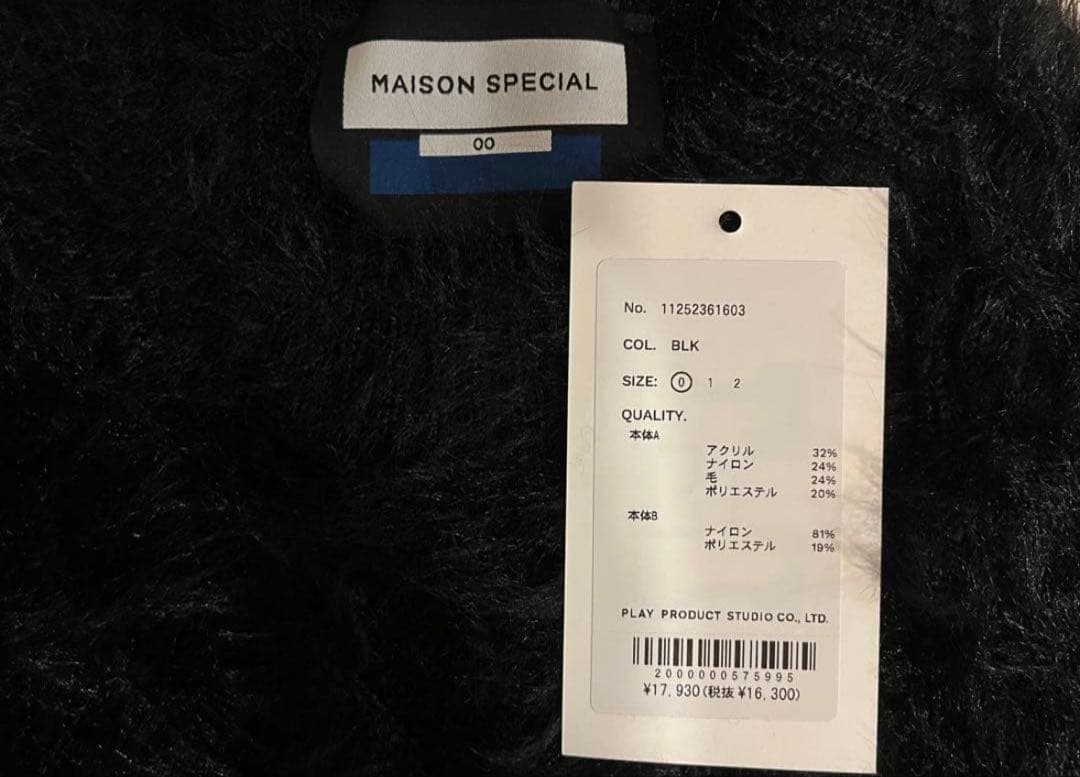 MAISON SPECIAL
00
No. 11252361603
COL. BLK
SIZE: 0 1 2
QUALITY.
本体A
アクリル 32%
ナイロン 24%
毛 24%
ポリエステル 20%
本体B
ナイロン 81%
ポリエステル 19%
PLAY PRODUCT STUDIO CO., LTD.
2000000575995
¥17,930(税抜¥16,300)